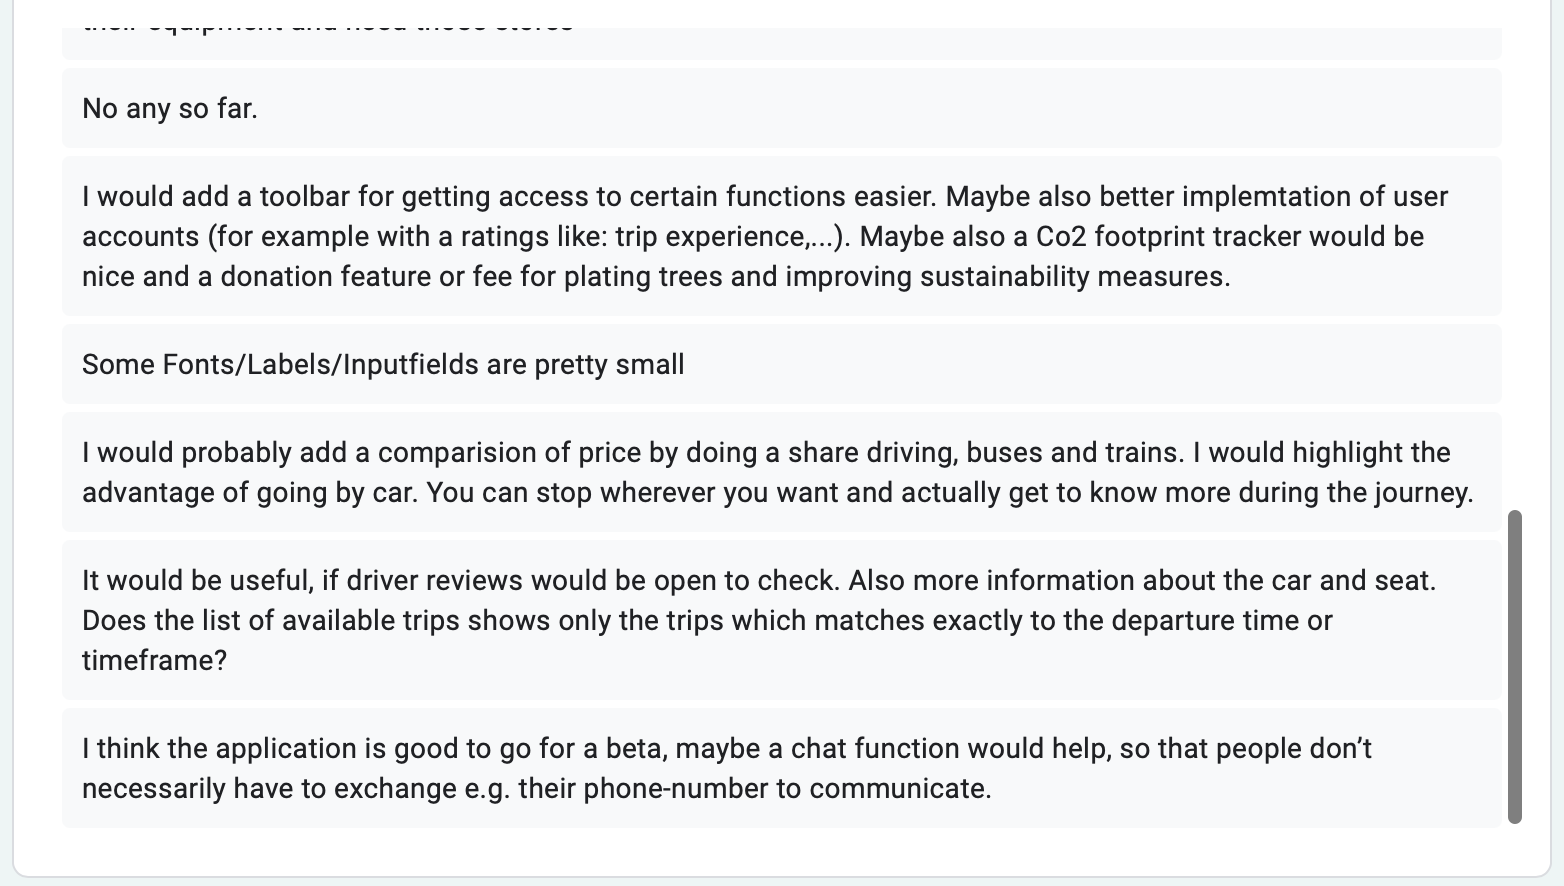 their equipment and need those stores
No any so far.
I would add a toolbar for getting access to certain functions easier. Maybe also better implemtation of user
accounts (for example with a ratings like: trip experience,...). Maybe also a Co2 footprint tracker would be
nice and a donation feature or fee for plating trees and improving sustainability measures.
Some Fonts/Labels/Inputfields are pretty small
I would probably add a comparision of price by doing a share driving, buses and trains. I would highlight the
advantage of going by car. You can stop wherever you want and actually get to know more during the journey.
It would be useful, if driver reviews would be open to check. Also more information about the car and seat.
Does the list of available trips shows only the trips which matches exactly to the departure time or
timeframe?
I think the application is good to go for a beta, maybe a chat function would help, so that people don’t
necessarily have to exchange e.g. their phone-number to communicate.